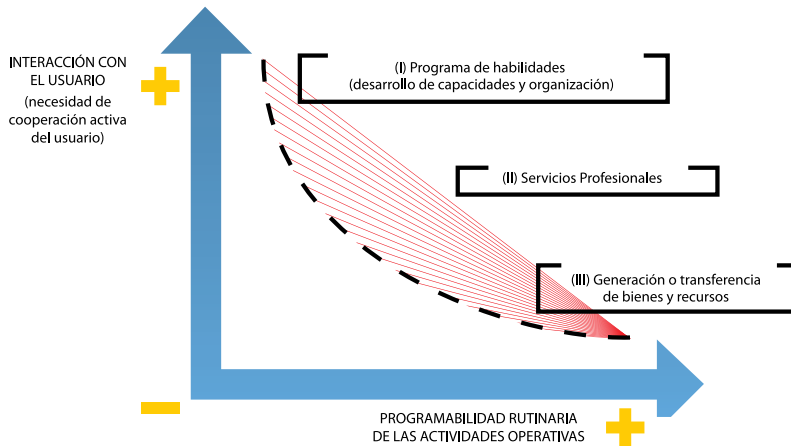 INTERACCIÓN CON
EL USUARIO
(necesidad de
cooperación activa
del usuario)
(I) Programa de habilidades
(desarrollo de capacidades y organización)
(II) Servicios Profesionales
(III) Generación o transferencia
de bienes y recursos
PROGRAMABILIDAD RUTINARIA
DE LAS ACTIVIDADES OPERATIVAS